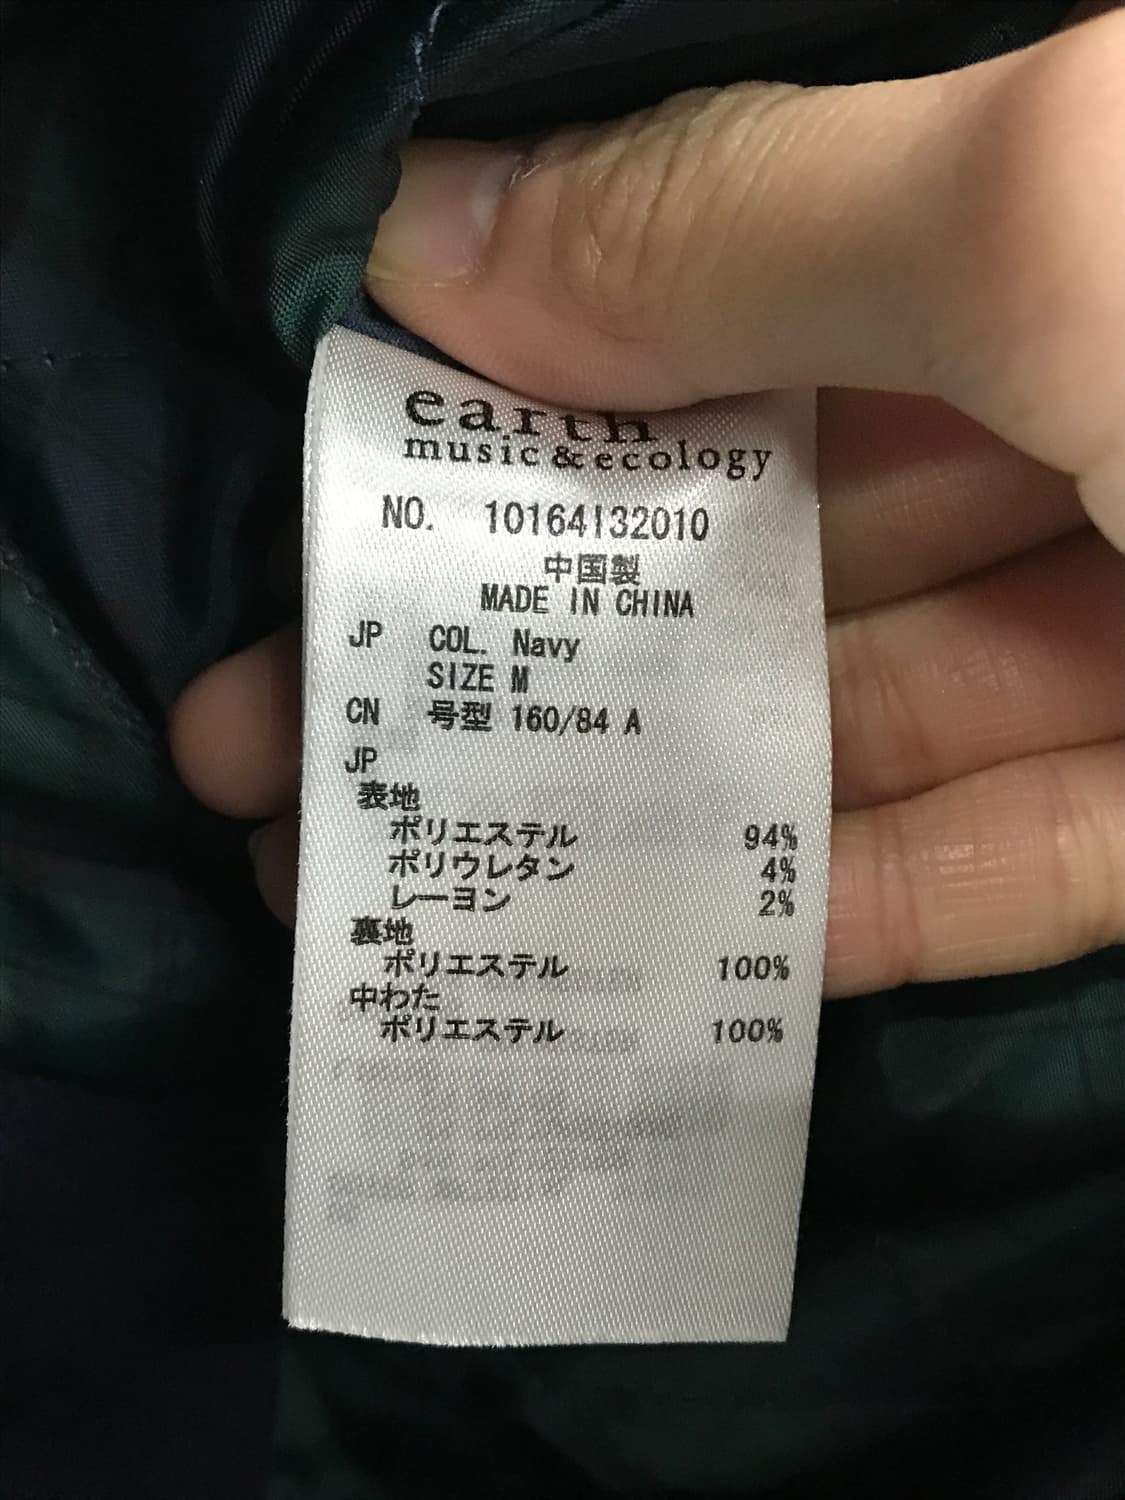 earth
music & ecology
NO. 10164132010
中国製
MADE IN CHINA
JP COL. Navy
SIZE M
CN 号型 160/84 A
JP
表地
ポリエステル 94%
ポリウレタン 4%
レーヨン 2%
裏地
ポリエステル 100%
中わた
ポリエステル 100%